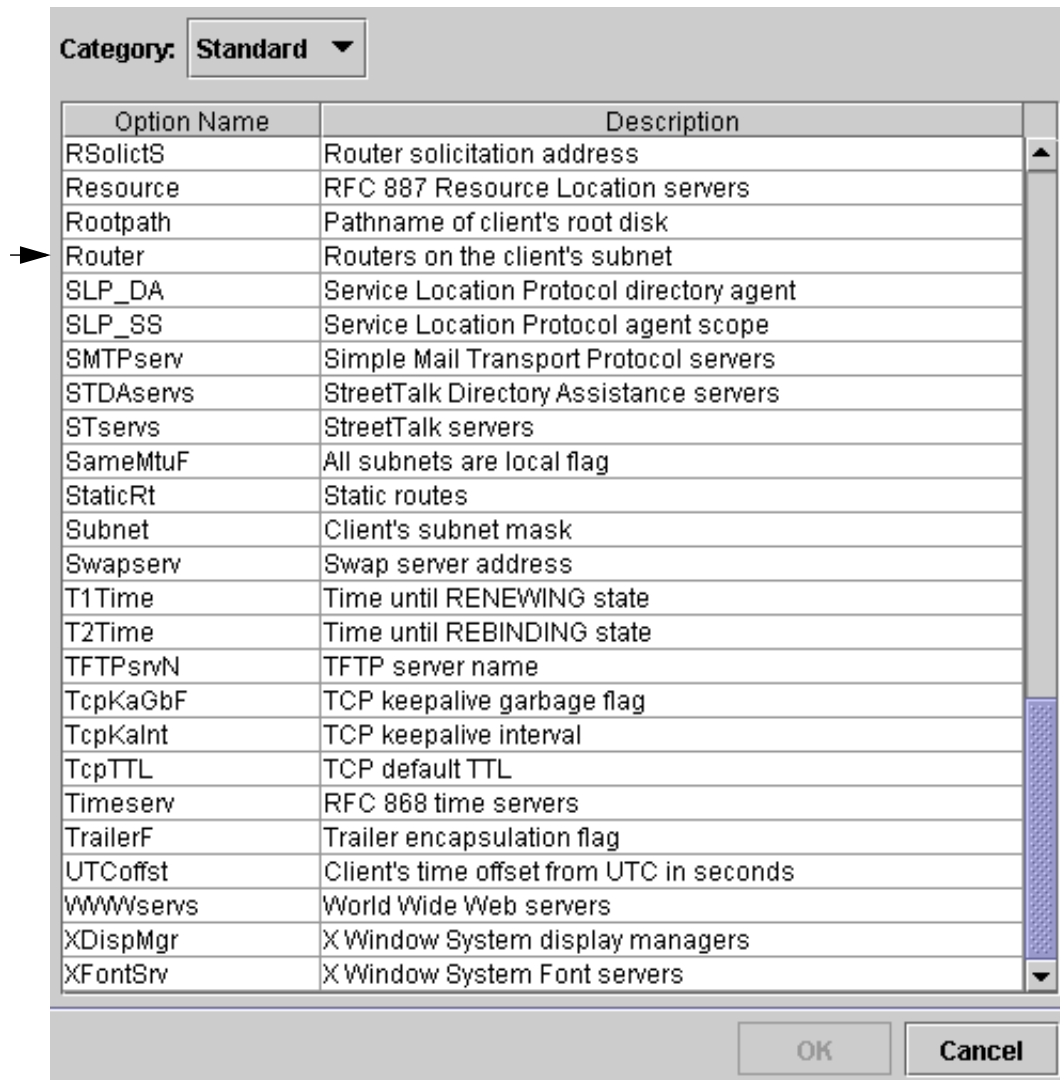 Category: Standard
Option Name Description
RSolictS Router solicitation address
Resource RFC 887 Resource Location servers
Rootpath Pathname of client's root disk
Router Routers on the client's subnet
SLP_DA Service Location Protocol directory agent
SLP_SS Service Location Protocol agent scope
SMTPserv Simple Mail Transport Protocol servers
STDAservs StreetTalk Directory Assistance servers
STservs StreetTalk servers
SameMtuF All subnets are local flag
StaticRt Static routes
Subnet Client's subnet mask
Swapserv Swap server address
T1Time Time until RENEWING state
T2Time Time until REBINDING state
TFTPsrvN TFTP server name
TcpKaGbF TCP keepalive garbage flag
TcpKaInt TCP keepalive interval
TcpTTL TCP default TTL
Timeserv RFC 868 time servers
TrailerF Trailer encapsulation flag
UTCoffst Client's time offset from UTC in seconds
WWWservs World Wide Web servers
XDispMgr X Window System display managers
XFontSrv X Window System Font servers
OK Cancel